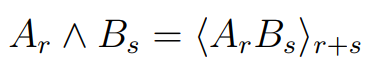 A_r ∧ B_s = ⟨A_r B_s⟩_{r+s}